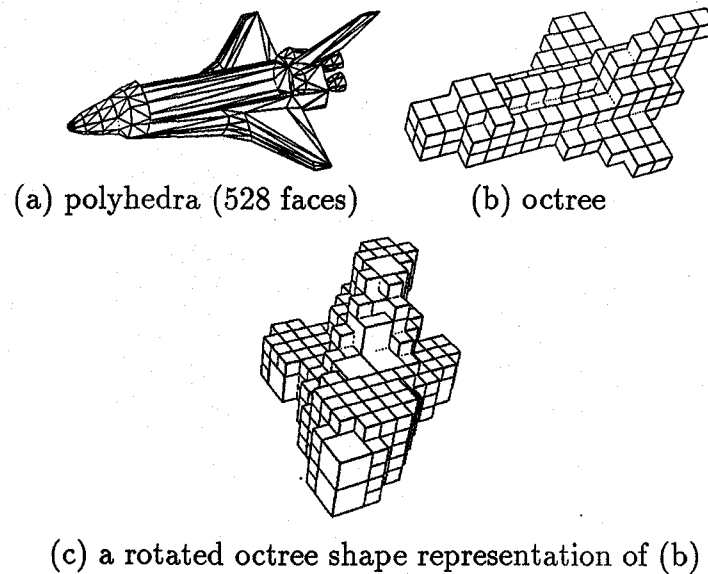 (a) polyhedra (528 faces)
(b) octree
(c) a rotated octree shape representation of (b)